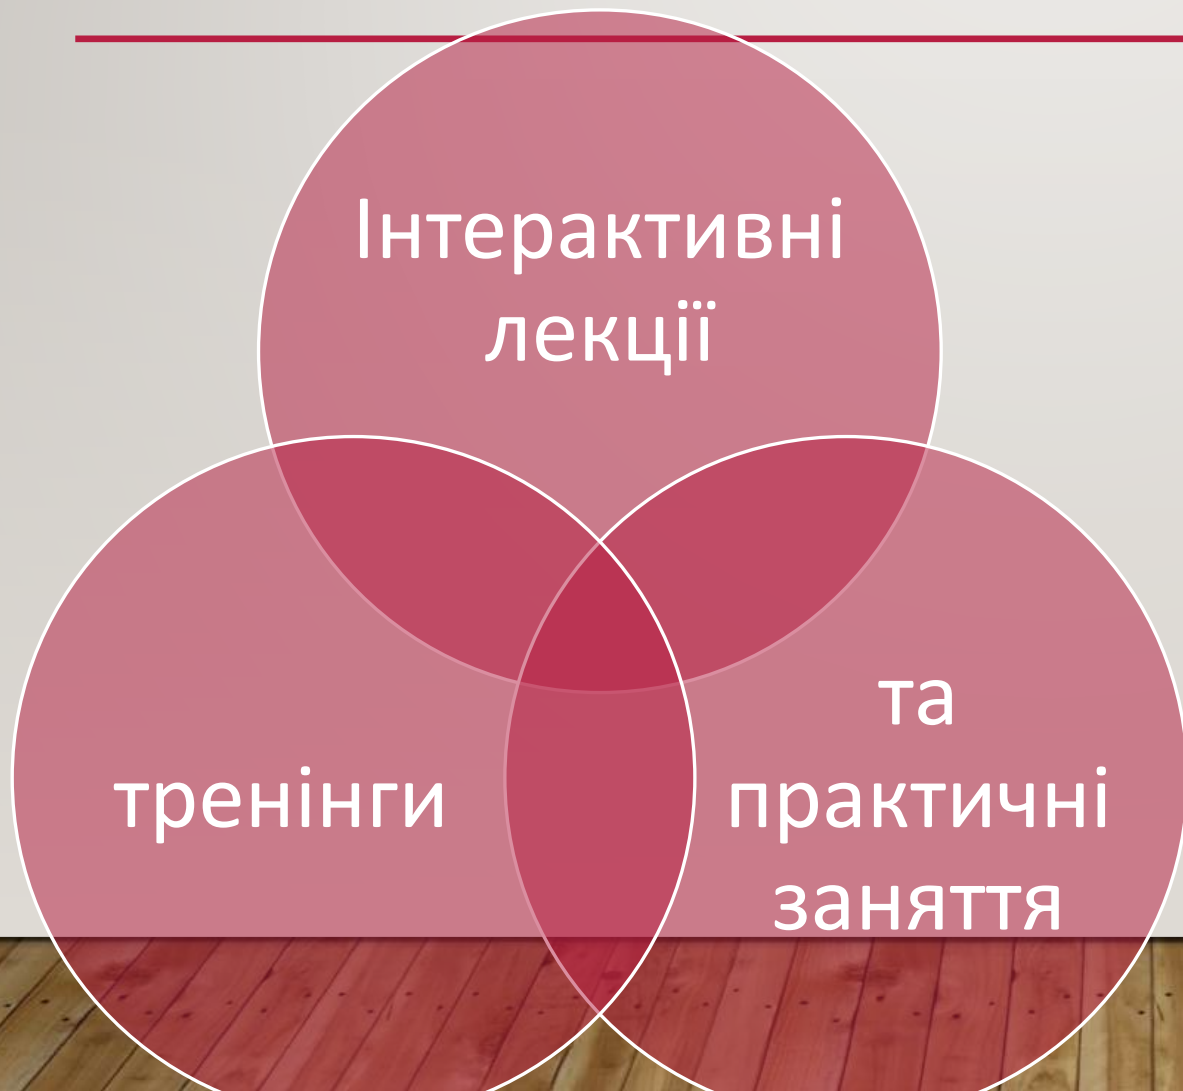 Інтерактивні
лекції
тренінги
та
практичні
заняття